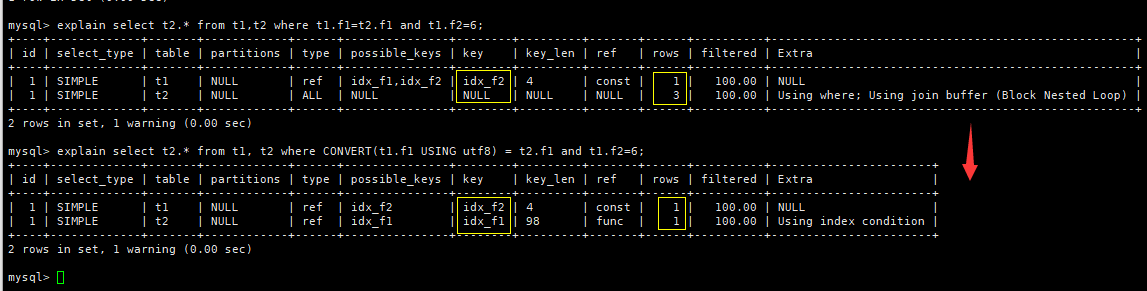 mysql> explain select t2.* from t1,t2 where t1.f1=t2.f1 and t1.f2=6;
+----+-------------+-------+------------+------+---------------+--------+---------+-------+------+----------+----------------------------------------------------+
| id | select_type | table | partitions | type | possible_keys | key | key_len | ref | rows | filtered | Extra |
+----+-------------+-------+------------+------+---------------+--------+---------+-------+------+----------+----------------------------------------------------+
| 1 | SIMPLE | t1 | NULL | ref | idx_f1,idx_f2 | idx_f2 | 4 | const | 1 | 100.00 | NULL |
| 1 | SIMPLE | t2 | NULL | ALL | NULL | NULL | NULL | NULL | 3 | 100.00 | Using where; Using join buffer (Block Nested Loop) |
+----+-------------+-------+------------+------+---------------+--------+---------+-------+------+----------+----------------------------------------------------+
2 rows in set, 1 warning (0.00 sec)
mysql> explain select t2.* from t1, t2 where CONVERT(t1.f1 USING utf8) = t2.f1 and t1.f2=6;
+----+-------------+-------+------------+------+---------------+--------+---------+-------+------+----------+-----------------------+
| id | select_type | table | partitions | type | possible_keys | key | key_len | ref | rows | filtered | Extra |
+----+-------------+-------+------------+------+---------------+--------+---------+-------+------+----------+-----------------------+
| 1 | SIMPLE | t1 | NULL | ref | idx_f2 | idx_f2 | 4 | const | 1 | 100.00 | NULL |
| 1 | SIMPLE | t2 | NULL | ref | idx_f1 | idx_f1 | 98 | func | 1 | 100.00 | Using index condition |
+----+-------------+-------+------------+------+---------------+--------+---------+-------+------+----------+-----------------------+
2 rows in set, 1 warning (0.00 sec)
mysql>